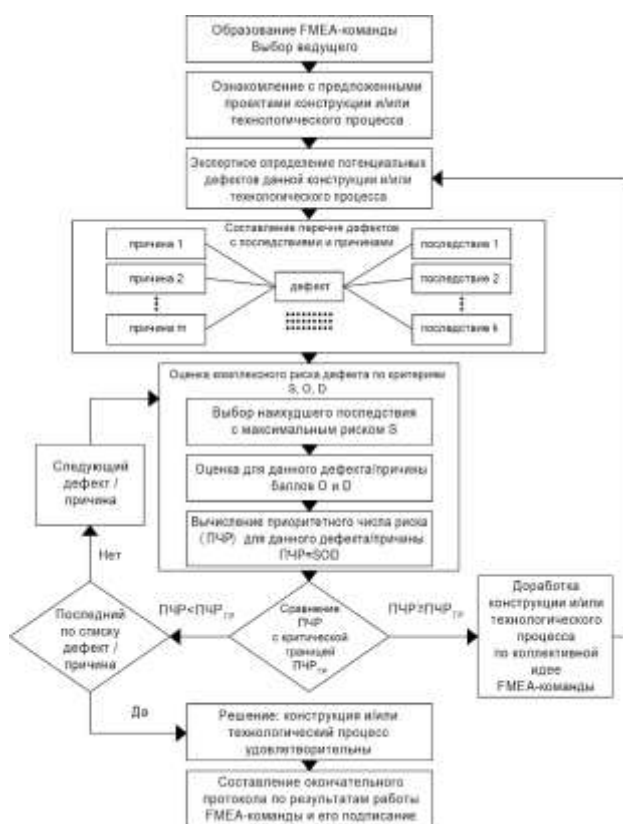 Образование FMEA-команды
Выбор ведущего
Ознакомление с предложенными
проектами конструкции и/или
технологического процесса
Экспертное определение потенциальных
дефектов данной конструкции и/или
технологического процесса
Составление перечня дефектов
с последствиями и причинами
причина 1
последствие 1
причина 2
дефект
последствие 2
причина m
последствие k
Оценка комплексного риска дефекта по критериям
S, O, D
Выбор наихудшего последствия
с максимальным риском S
Следующий
дефект /
причина
Оценка для данного дефекта/причины
баллов O и D
Вычисление приоритетного числа риска
(ПЧР) для данного дефекта/причины
ПЧР=SOD
Нет
Последний
по списку
дефект /
причина
ПЧР<ПЧРгр
Сравнение
ПЧР
с критической
границей
ПЧРгр
ПЧР≥ПЧРгр
Доработка
конструкции и/или
технологического
процесса
по коллективной
идее
FMEA-команды
Да
Решение: конструкция и/или
технологический процесс
удовлетворительны
Составление окончательного
протокола по результатам работы
FMEA-команды и его подписание